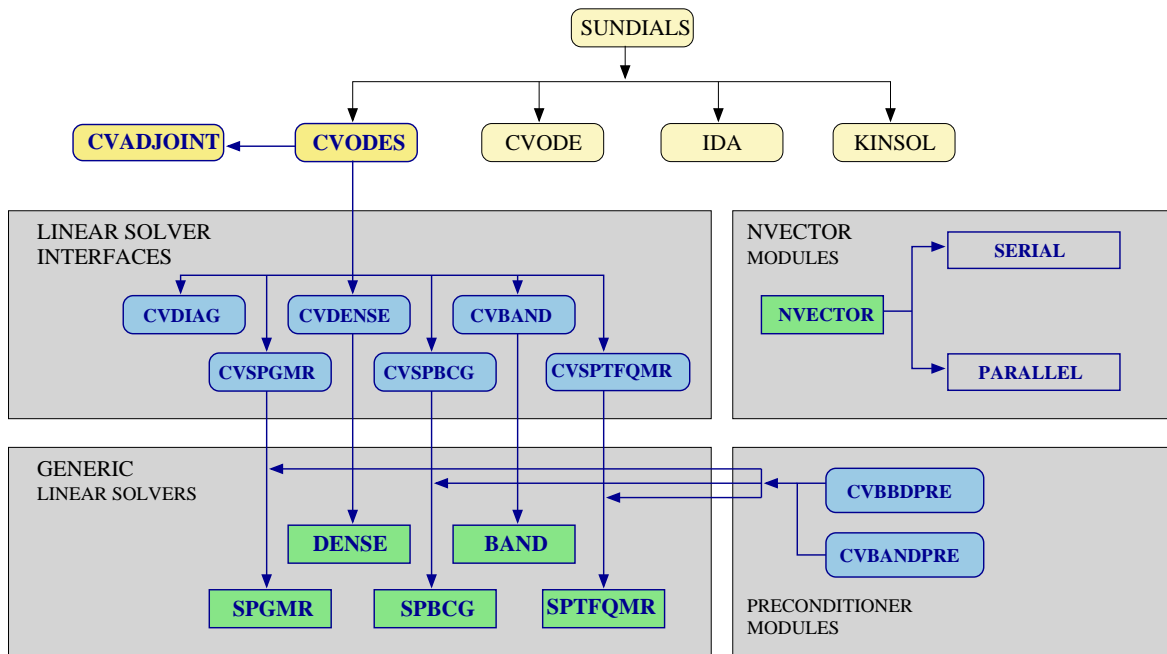 SUNDIALS
CVADJOINT
CVODES
CVODE
IDA
KINSOL
LINEAR SOLVER
INTERFACES
CVDIAG
CVDENSE
CVBAND
CVSPGMR
CVSPBCG
CVSPTFQMR
NVECTOR
MODULES
SERIAL
NVECTOR
PARALLEL
GENERIC
LINEAR SOLVERS
DENSE
BAND
SPGMR
SPBCG
SPTFQMR
CVBBDPRE
CVBANDPRE
PRECONDITIONER
MODULES